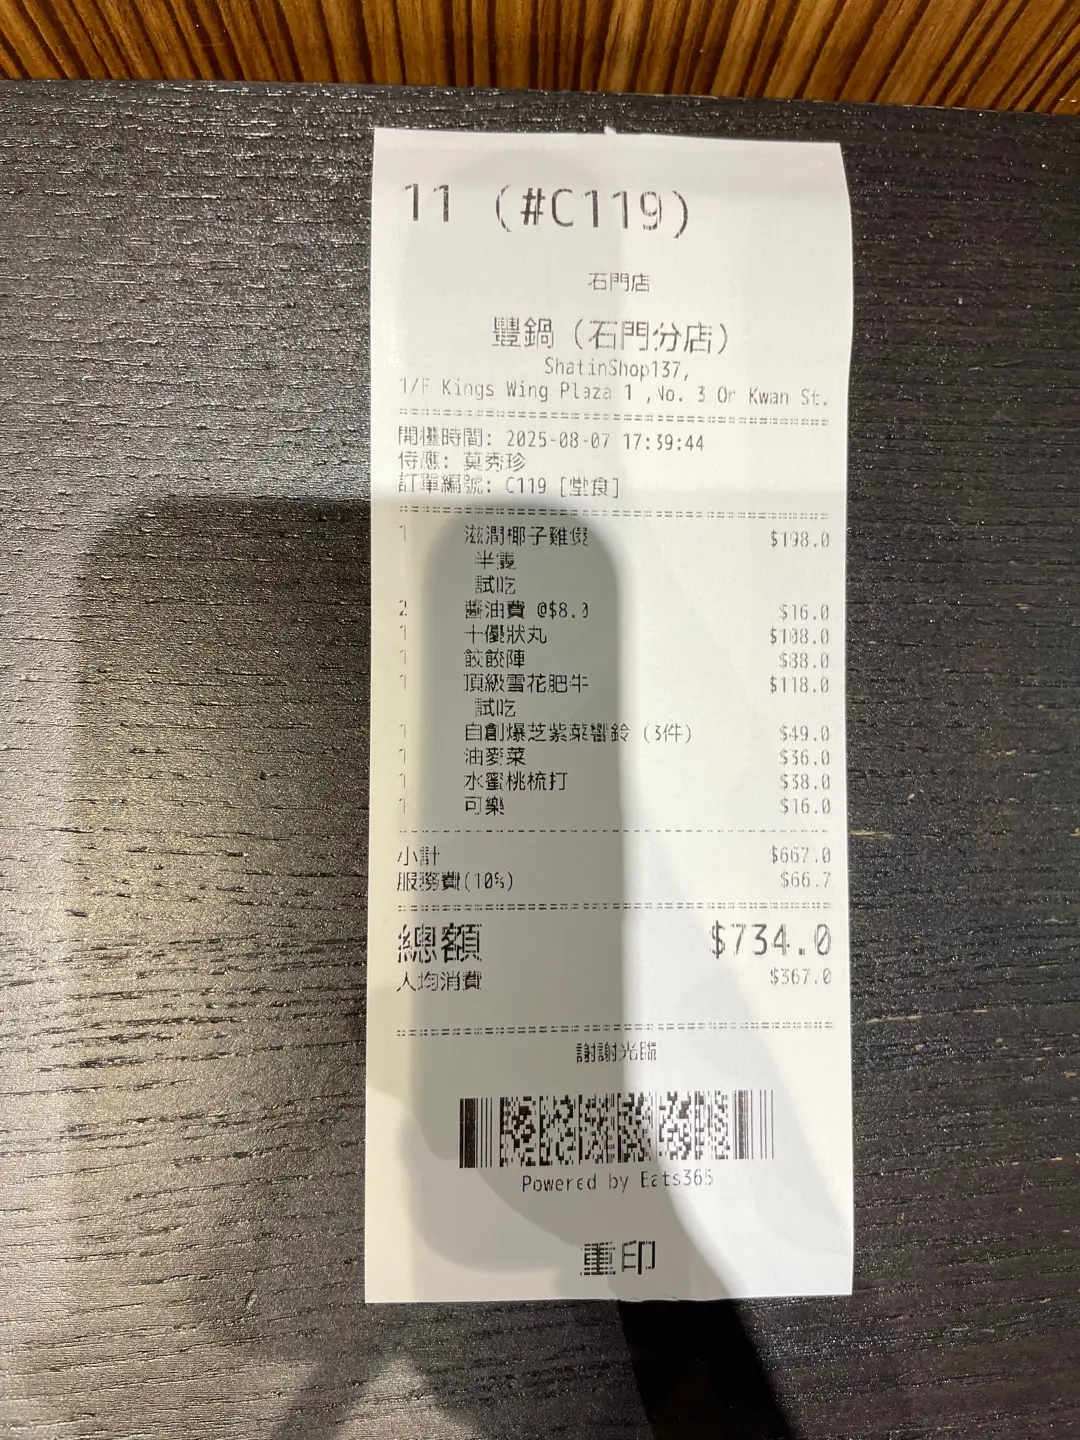 11 (#C119)
石門店
豐鍋 (石門分店)
ShatinShop137,
1/F Kings Wing Plaza 1 ,No. 3 On Kwan St.
開檯時間: 2025-08-07 17:39:44
侍應: 莫秀珍
訂單編號: C119 [堂食]
1 滋潤椰子雞煲 $198.0
半隻
試吃
2 醬油費 @$8.0 $16.0
1 十優狀丸 $108.0
1 餃餃陣 $88.0
1 頂級雪花肥牛 $118.0
試吃
1 自創爆芝紫菜響鈴 (3件) $49.0
1 油麥菜 $36.0
1 水蜜桃梳打 $38.0
1 可樂 $16.0
小計 $667.0
服務費(10%) $66.7
總額 $734.0
人均消費 $367.0
謝謝光臨
Powered by Eats365
重印